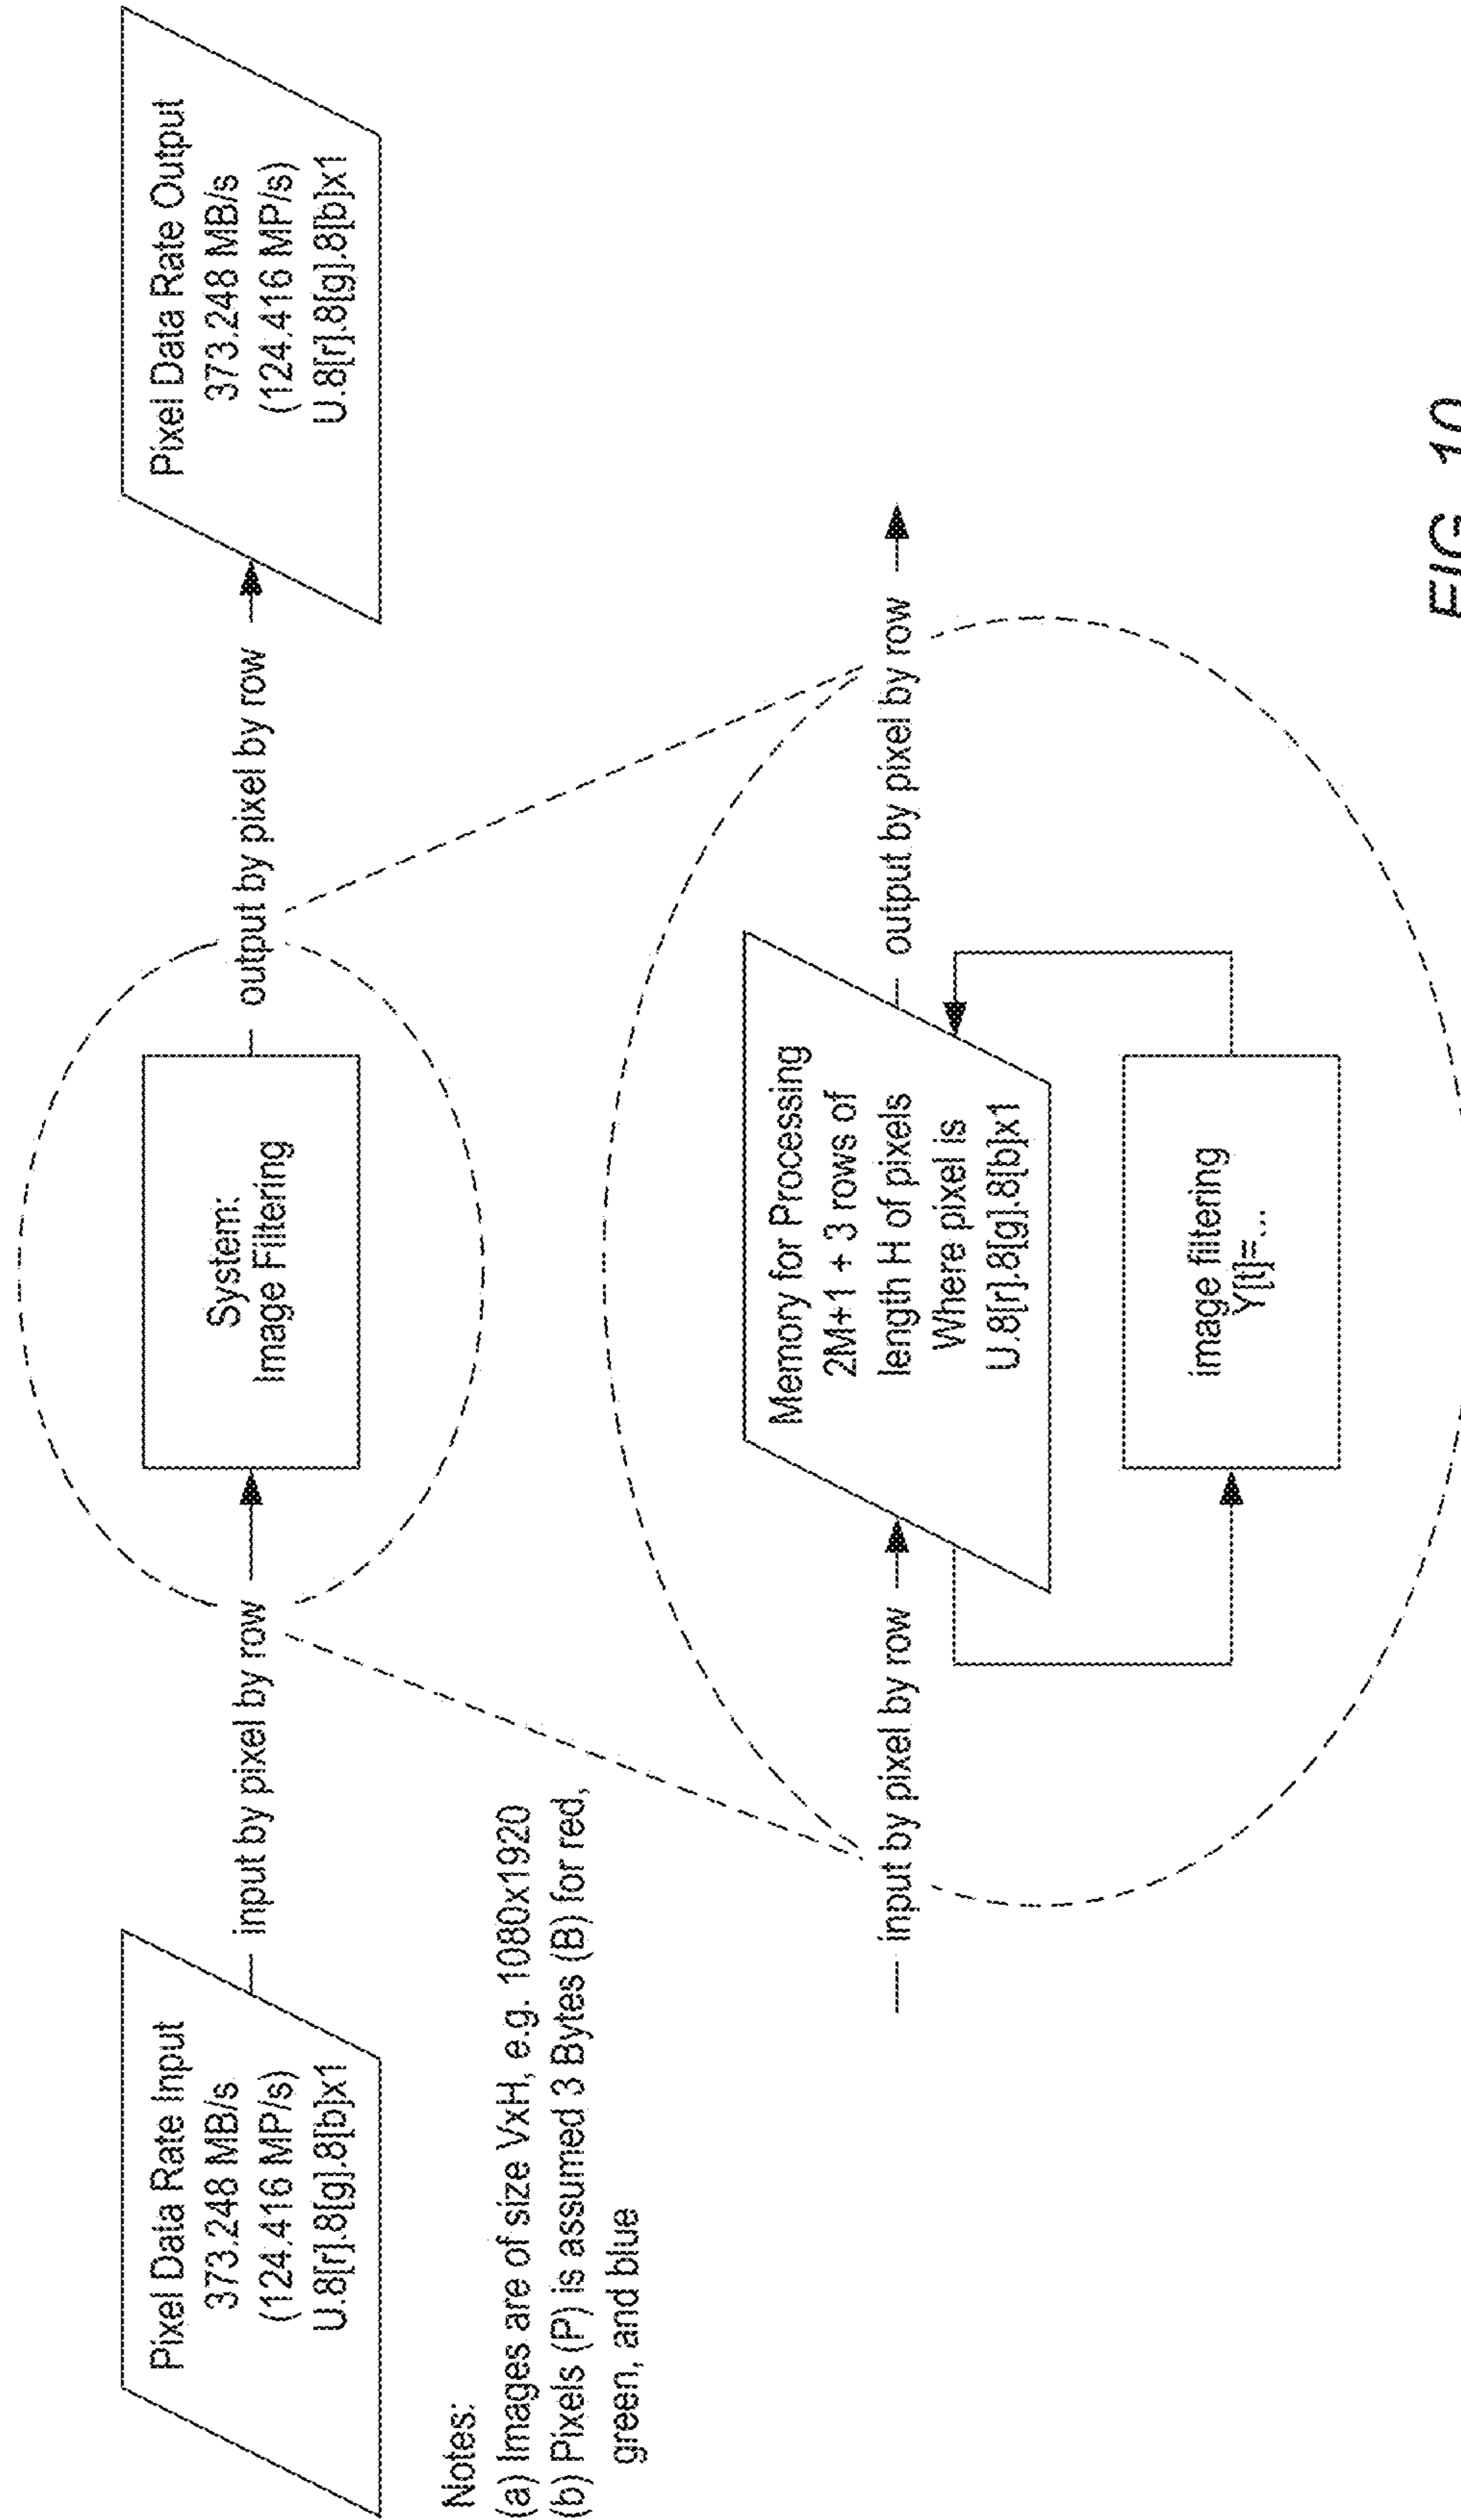 Pixel Data Rate Input
373.248 MB/s
(124.416 MP/s)
U.8[r].8[g].8[b]x1
input by pixel by row
System:
Image Filtering
output by pixel by row
Pixel Data Rate Output
373.248 MB/s
(124.416 MP/s)
U.8[r].8[g].8[b]x1
Notes:
(a) Images are of size VxH, e.g. 1080x1920
(b) Pixels (P) is assumed 3 Bytes (B) for red,
green, and blue
input by pixel by row
Memory for Processing
2M+1 + 3 rows of
length H of pixels
Where pixel is
U.8[r].8[g].8[b]x1
output by pixel by row
image filtering
Y[t]=...
FIG. 10